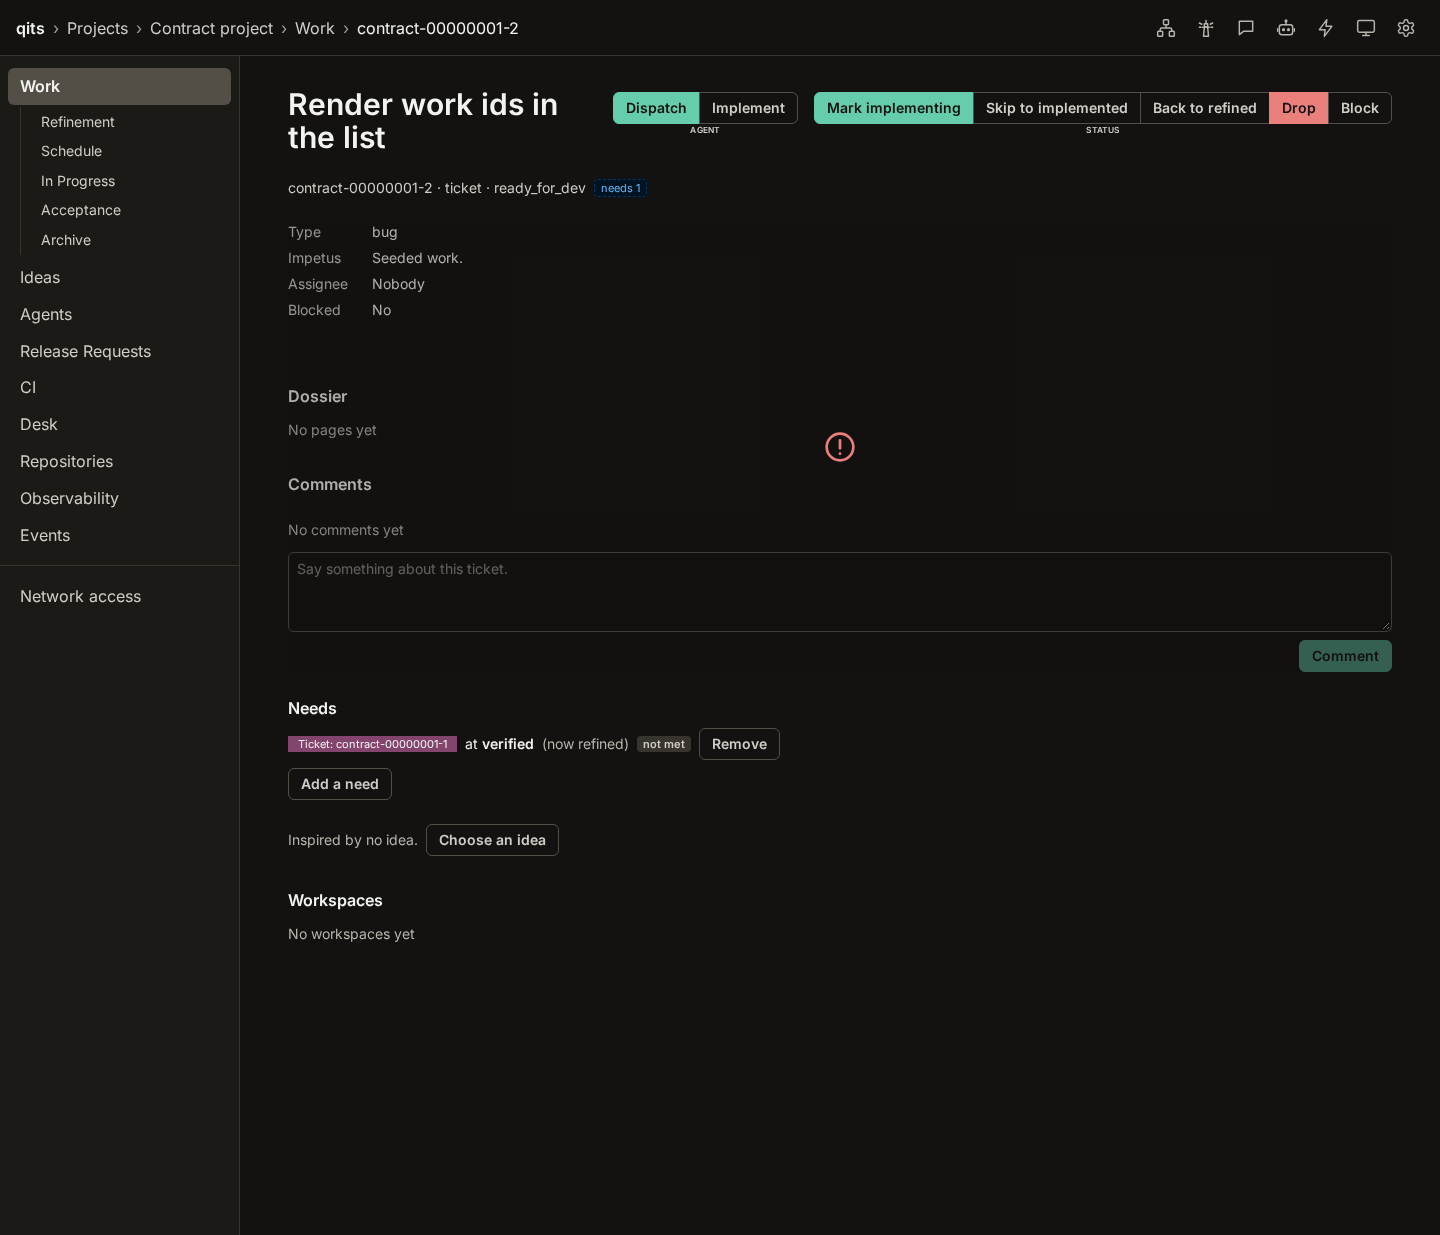 qits › Projects › Contract project › Work › contract-00000001-2
Work
Refinement
Schedule
In Progress
Acceptance
Archive
Ideas
Agents
Release Requests
CI
Desk
Repositories
Observability
Events
Network access
Render work ids in
the list
Dispatch Implement
AGENT
Mark implementing Skip to implemented Back to refined Drop Block
STATUS
contract-00000001-2 · ticket · ready_for_dev needs 1
Type bug
Impetus Seeded work.
Assignee Nobody
Blocked No
Dossier
No pages yet
Comments
No comments yet
Say something about this ticket.
Comment
Needs
Ticket: contract-00000001-1 at verified (now refined) not met Remove
Add a need
Inspired by no idea. Choose an idea
Workspaces
No workspaces yet